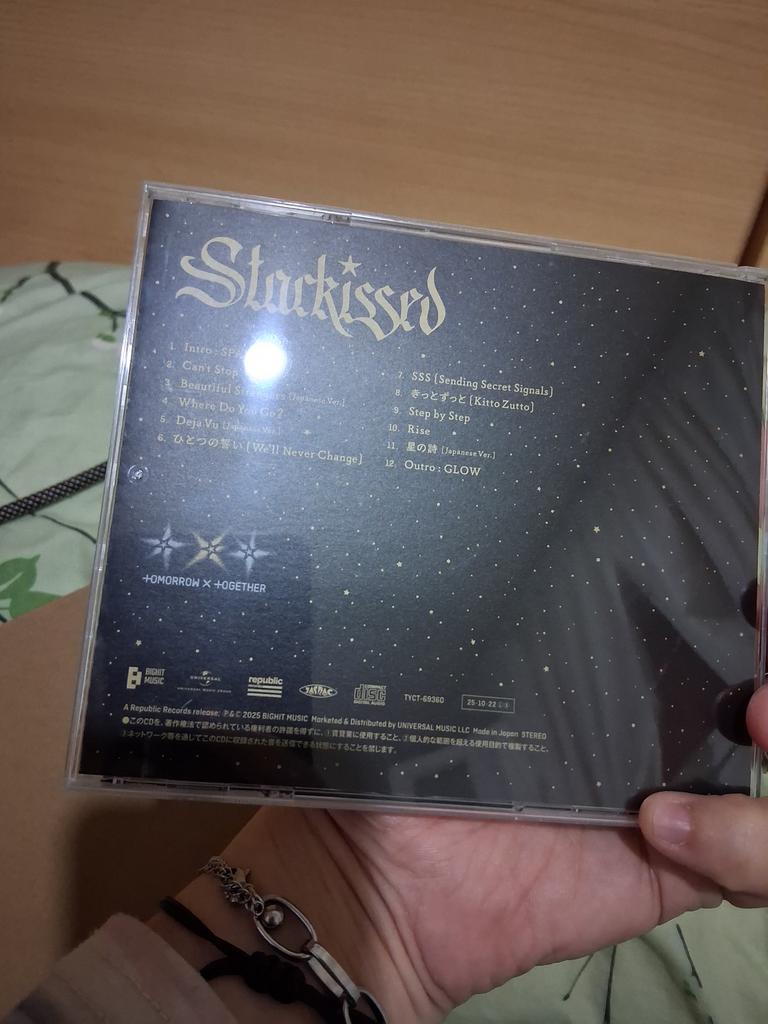 Starkissed
1. Intro :
2. Can't Stop
3. Beautiful Strangers [Japanese Ver.]
4. Where Do You Go?
5. Deja Vu [Japanese Ver.]
6. ひとつの誓い [We'll Never Change]
7. SSS [Sending Secret Signals]
8. きっとずっと [Kitto Zutto]
9. Step by Step
10. Rise
11. 星の詩 [Japanese Ver.]
12. Outro : GLOW
TOMORROW X TOGETHER
BIGHIT MUSIC
UNIVERSAL
UNIVERSAL MUSIC GROUP
republic
JASRAC
COMPACT disc DIGITAL AUDIO
TYCT-69360
25·10·22
A Republic Records release; ℗&© 2025 BIGHIT MUSIC Marketed & Distributed by UNIVERSAL MUSIC LLC Made in Japan STEREO
●このCDを、著作権法で認められている権利者の許諾を得ずに、①賃貸業に使用すること、②個人的な範囲を超える使用目的で複製すること、
③ネットワーク等を通じてこのCDに収録された音を送信できる状態にすることを禁じます。